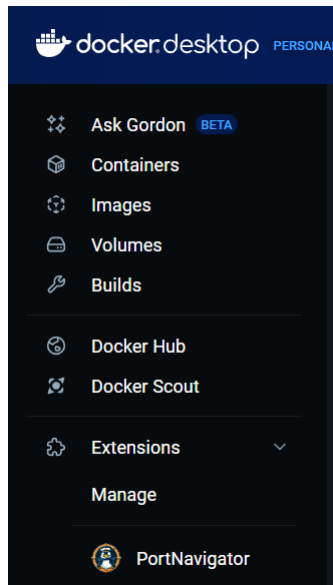 docker.desktop PERSONAL
Ask Gordon BETA
Containers
Images
Volumes
Builds
Docker Hub
Docker Scout
Extensions
Manage
PortNavigator